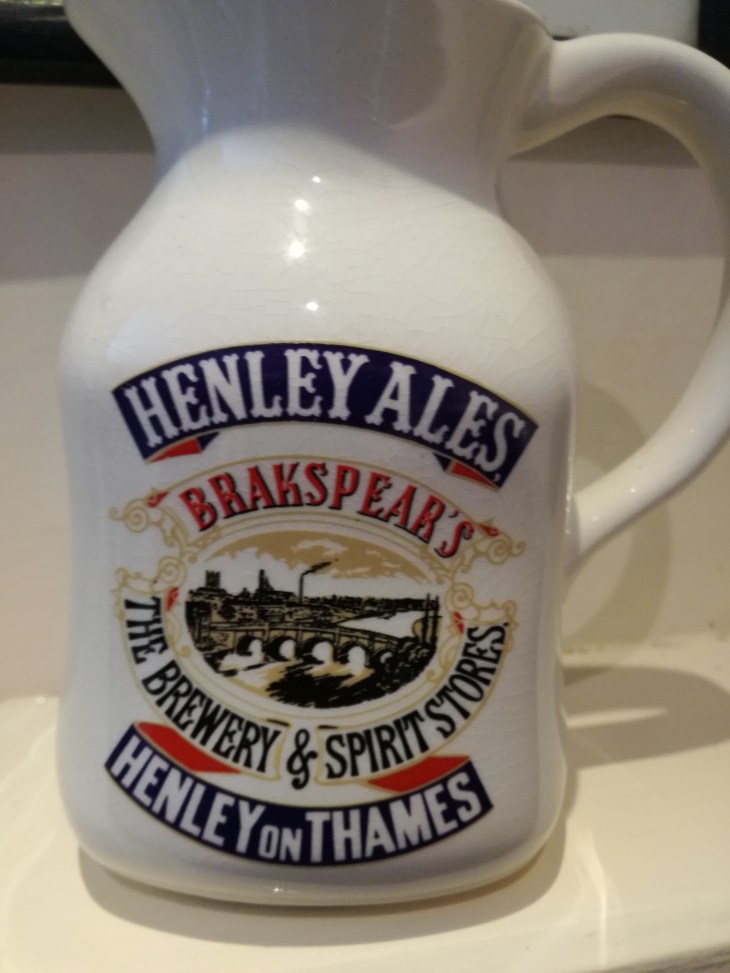 HENLEY ALES,
BRAKSPEAR'S
THE BREWERY & SPIRIT STORES.
HENLEY ON THAMES